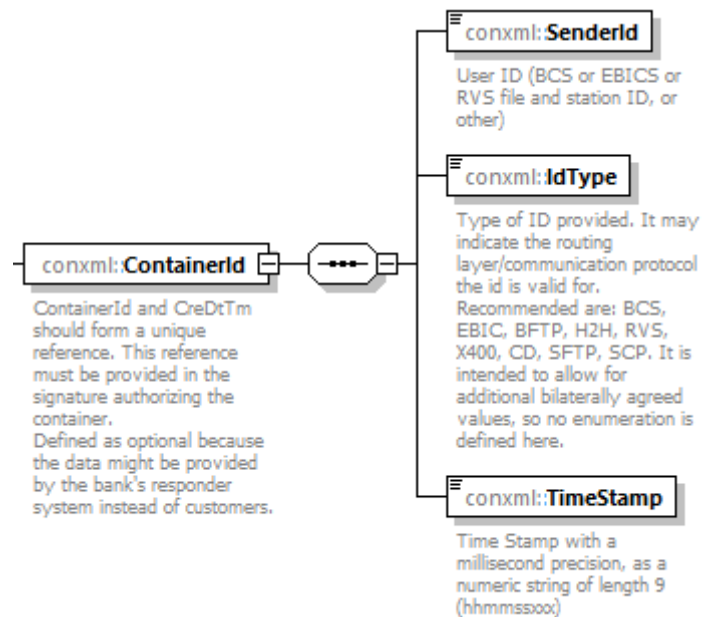 conxml::SenderId
User ID (BCS or EBICS or
RVS file and station ID, or
other)
conxml::IdType
Type of ID provided. It may
indicate the routing
layer/communication protocol
the id is valid for.
Recommended are: BCS,
EBIC, BFTP, H2H, RVS,
X400, CD, SFTP, SCP. It is
intended to allow for
additional bilaterally agreed
values, so no enumeration is
defined here.
conxml::ContainerId
ContainerId and CreDtTm
should form a unique
reference. This reference
must be provided in the
signature authorizing the
container.
Defined as optional because
the data might be provided
by the bank's responder
system instead of customers.
conxml::TimeStamp
Time Stamp with a
millisecond precision, as a
numeric string of length 9
(hhmmssxxx)